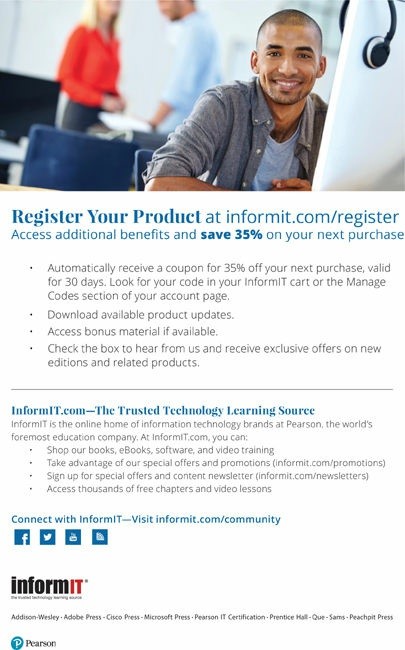 Register Your Product at informit.com/register
Access additional benefits and save 35% on your next purchase
• Automatically receive a coupon for 35% off your next purchase, valid
for 30 days. Look for your code in your InformIT cart or the Manage
Codes section of your account page.
• Download available product updates.
• Access bonus material if available.
• Check the box to hear from us and receive exclusive offers on new
editions and related products.
InformIT.com—The Trusted Technology Learning Source
InformIT is the online home of information technology brands at Pearson, the world's
foremost education company. At InformIT.com, you can:
• Shop our books, eBooks, software, and video training
• Take advantage of our special offers and promotions (informit.com/promotions)
• Sign up for special offers and content newsletter (informit.com/newsletters)
• Access thousands of free chapters and video lessons
Connect with InformIT—Visit informit.com/community
informIT®
the trusted technology learning source
Addison-Wesley • Adobe Press • Cisco Press • Microsoft Press • Pearson IT Certification • Prentice Hall • Que • Sams • Peachpit Press
Pearson